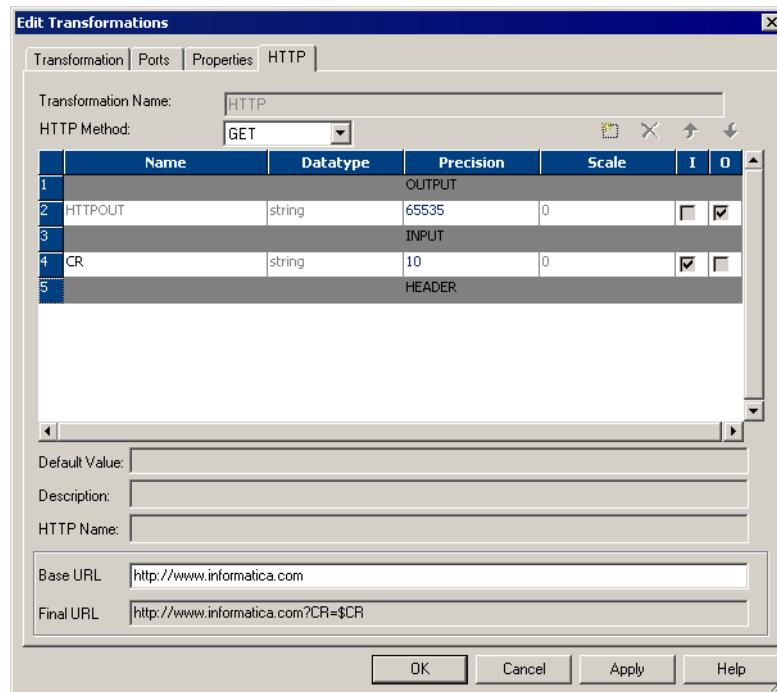 Edit Transformations
Transformation Ports Properties HTTP
Transformation Name: HTTP
HTTP Method: GET
Name Datatype Precision Scale I O
1 OUTPUT
2 HTTPOUT string 65535 0
3 INPUT
4 CR string 10 0
5 HEADER
Default Value:
Description:
HTTP Name:
Base URL http://www.informatica.com
Final URL http://www.informatica.com?CR=$CR
OK Cancel Apply Help